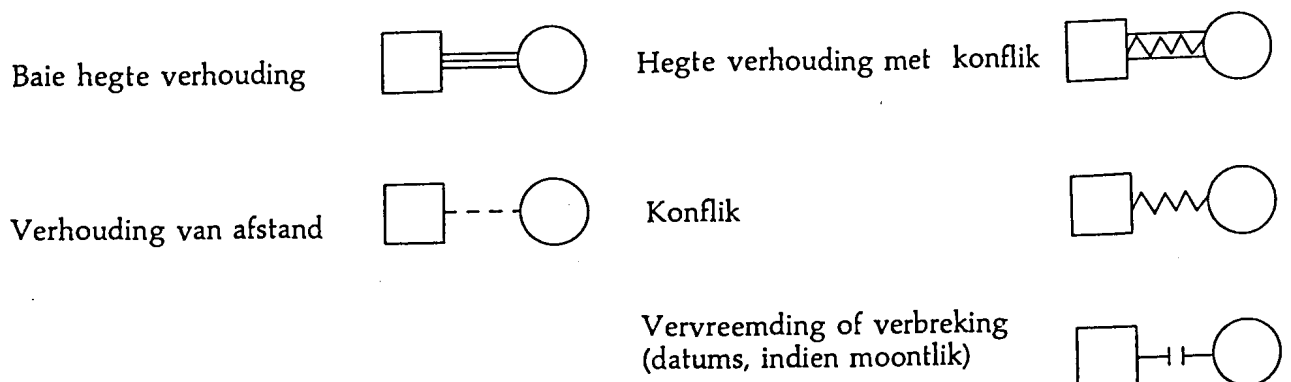 Baie hegte verhouding
Hegte verhouding met konflik
Verhouding van afstand
Konflik
Vervreemding of verbreking
(datums, indien moontlik)